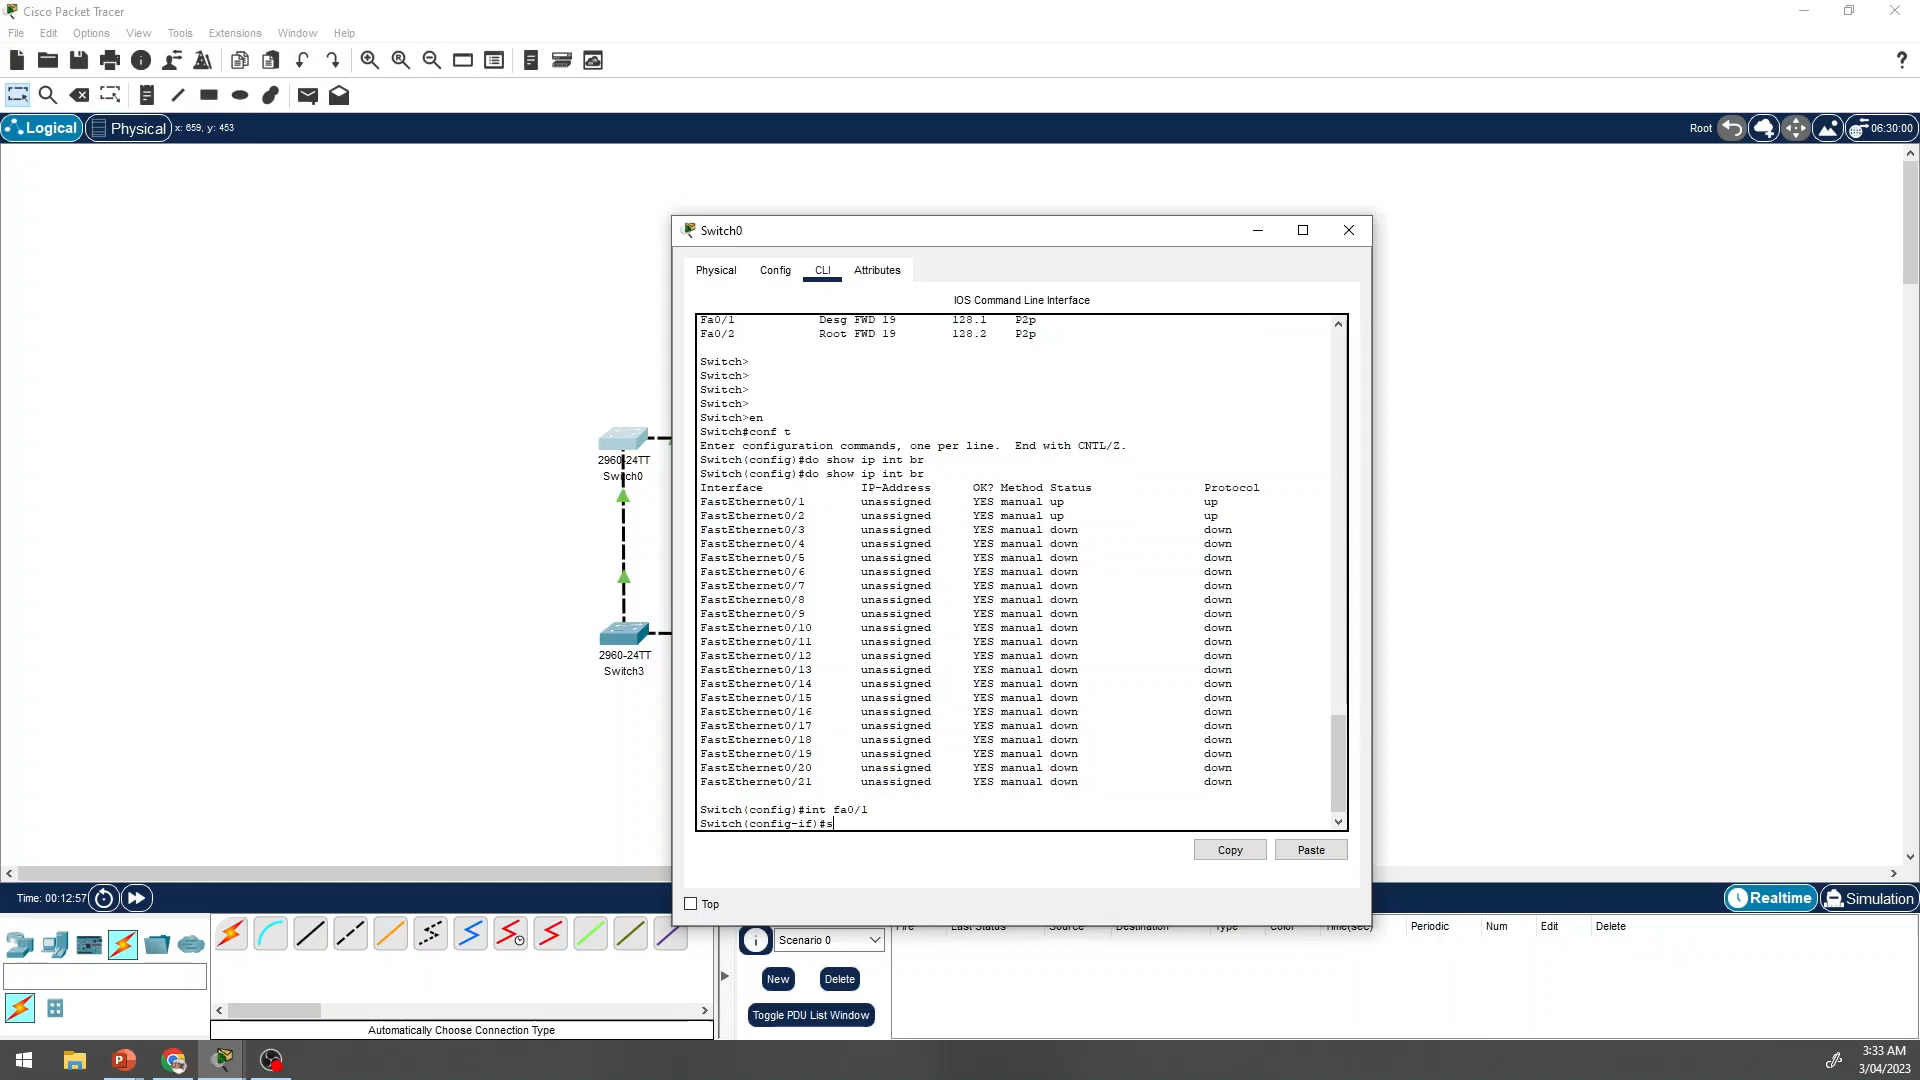 Cisco Packet Tracer
File Edit Options View Tools Extensions Window Help
Logical Physical x: 659, y: 453 Root 06:30:00
Switch0
Physical Config CLI Attributes
IOS Command Line Interface
Fa0/1 Desg FWD 19 128.1 P2p
Fa0/2 Root FWD 19 128.2 P2p
Switch>
Switch>
Switch>
Switch>
Switch>en
Switch#conf t
Enter configuration commands, one per line. End with CNTL/Z.
Switch(config)#do show ip int br
Switch(config)#do show ip int br
Interface IP-Address OK? Method Status Protocol
FastEthernet0/1 unassigned YES manual up up
FastEthernet0/2 unassigned YES manual up up
FastEthernet0/3 unassigned YES manual down down
FastEthernet0/4 unassigned YES manual down down
FastEthernet0/5 unassigned YES manual down down
FastEthernet0/6 unassigned YES manual down down
FastEthernet0/7 unassigned YES manual down down
FastEthernet0/8 unassigned YES manual down down
FastEthernet0/9 unassigned YES manual down down
FastEthernet0/10 unassigned YES manual down down
FastEthernet0/11 unassigned YES manual down down
FastEthernet0/12 unassigned YES manual down down
FastEthernet0/13 unassigned YES manual down down
FastEthernet0/14 unassigned YES manual down down
FastEthernet0/15 unassigned YES manual down down
FastEthernet0/16 unassigned YES manual down down
FastEthernet0/17 unassigned YES manual down down
FastEthernet0/18 unassigned YES manual down down
FastEthernet0/19 unassigned YES manual down down
FastEthernet0/20 unassigned YES manual down down
FastEthernet0/21 unassigned YES manual down down
Switch(config)#int fa0/1
Switch(config-if)#s
Copy Paste
Top
2960-24TT
Switch0
2960-24TT
Switch3
Time: 00:12:57 Realtime Simulation
Scenario 0
New Delete
Toggle PDU List Window
Fire Last Status Source Destination Type Color Time(sec) Periodic Num Edit Delete
Automatically Choose Connection Type
3:33 AM
3/04/2023